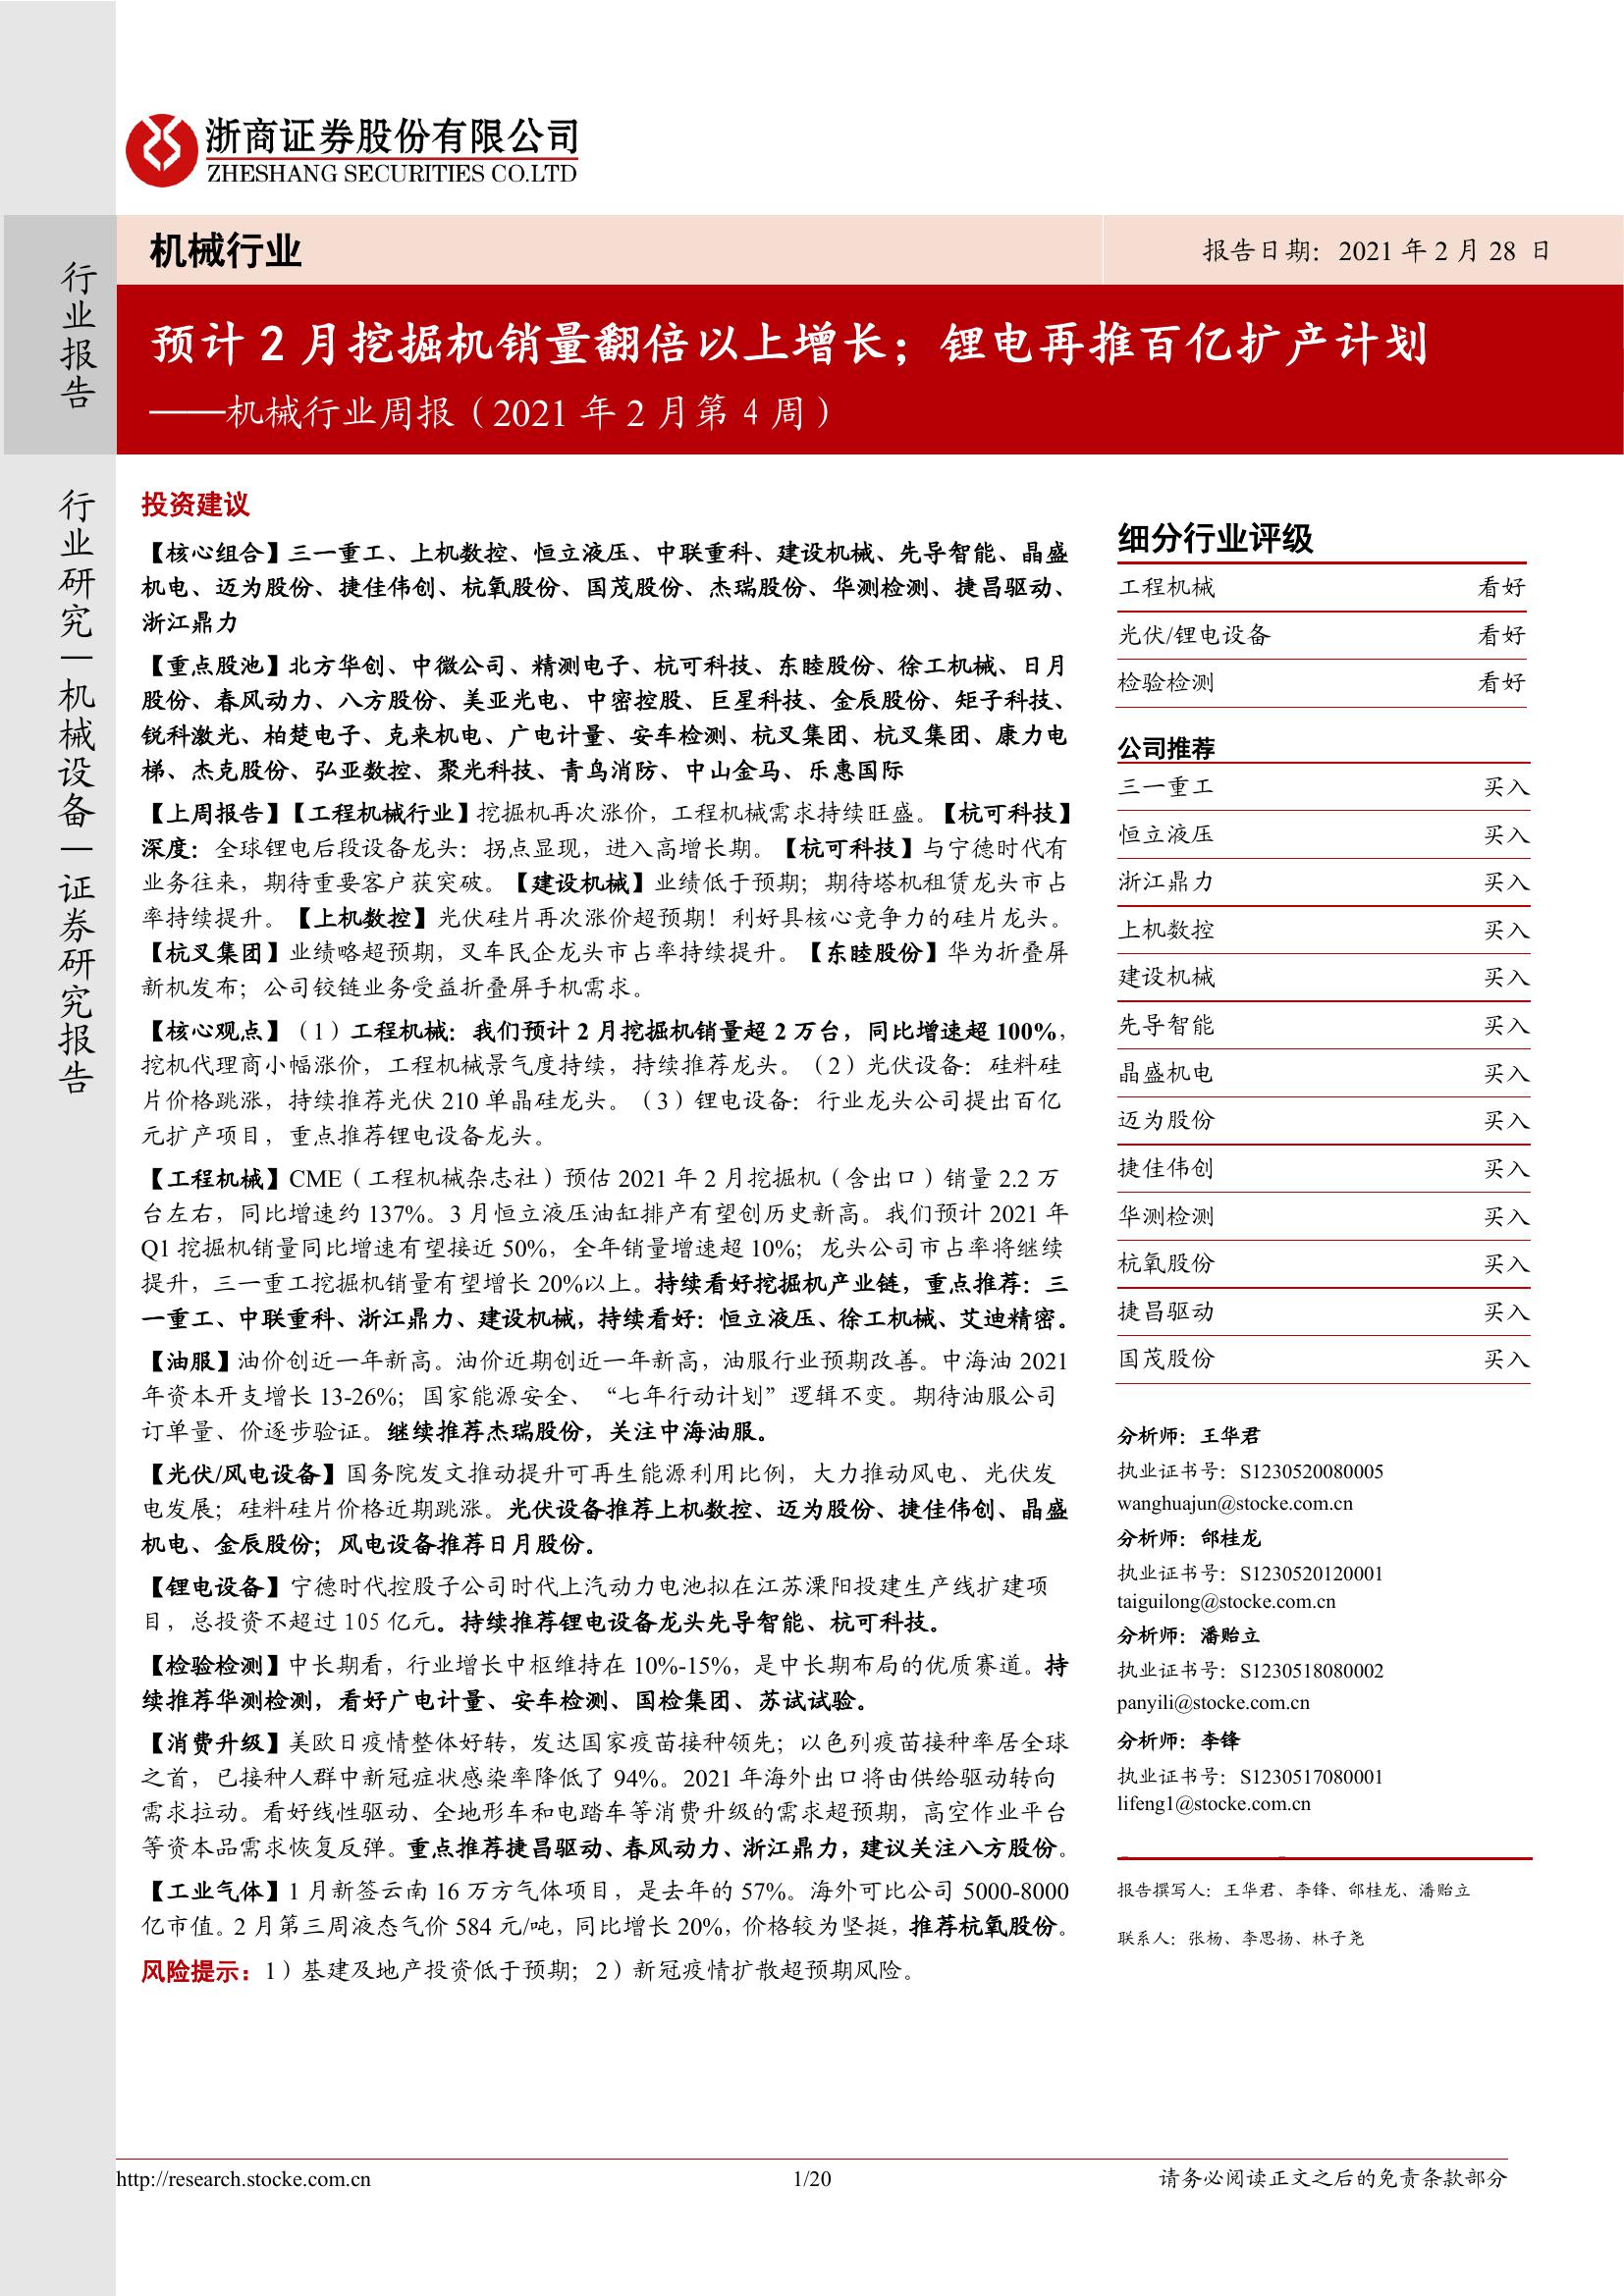 浙商证券股份有限公司
ZHESHANG SECURITIES CO.LTD
行业报告
行业研究—机械设备—证券研究报告
机械行业
报告日期：2021 年 2 月 28 日
预计 2 月挖掘机销量翻倍以上增长；锂电再推百亿扩产计划
——机械行业周报（2021 年 2 月第 4 周）
投资建议
【核心组合】三一重工、上机数控、恒立液压、中联重科、建设机械、先导智能、晶盛
机电、迈为股份、捷佳伟创、杭氧股份、国茂股份、杰瑞股份、华测检测、捷昌驱动、
浙江鼎力
【重点股池】北方华创、中微公司、精测电子、杭可科技、东睦股份、徐工机械、日月
股份、春风动力、八方股份、美亚光电、中密控股、巨星科技、金辰股份、矩子科技、
锐科激光、柏楚电子、克来机电、广电计量、安车检测、杭叉集团、杭叉集团、康力电
梯、杰克股份、弘亚数控、聚光科技、青鸟消防、中山金马、乐惠国际
【上周报告】【工程机械行业】挖掘机再次涨价，工程机械需求持续旺盛。【杭可科技】
深度：全球锂电后段设备龙头：拐点显现，进入高增长期。【杭可科技】与宁德时代有
业务往来，期待重要客户获突破。【建设机械】业绩低于预期；期待塔机租赁龙头市占
率持续提升。【上机数控】光伏硅片再次涨价超预期！利好具核心竞争力的硅片龙头。
【杭叉集团】业绩略超预期，叉车民企龙头市占率持续提升。【东睦股份】华为折叠屏
新机发布；公司铰链业务受益折叠屏手机需求。
【核心观点】（1）工程机械：我们预计 2 月挖掘机销量超 2 万台，同比增速超 100%，
挖机代理商小幅涨价，工程机械景气度持续，持续推荐龙头。（2）光伏设备：硅料硅
片价格跳涨，持续推荐光伏 210 单晶硅龙头。（3）锂电设备：行业龙头公司提出百亿
元扩产项目，重点推荐锂电设备龙头。
【工程机械】CME（工程机械杂志社）预估 2021 年 2 月挖掘机（含出口）销量 2.2 万
台左右，同比增速约 137%。3 月恒立液压油缸排产有望创历史新高。我们预计 2021 年
Q1 挖掘机销量同比增速有望接近 50%，全年销量增速超 10%；龙头公司市占率将继续
提升，三一重工挖掘机销量有望增长 20%以上。持续看好挖掘机产业链，重点推荐：三
一重工、中联重科、浙江鼎力、建设机械，持续看好：恒立液压、徐工机械、艾迪精密。
【油服】油价创近一年新高。油价近期创近一年新高，油服行业预期改善。中海油 2021
年资本开支增长 13-26%；国家能源安全、“七年行动计划”逻辑不变。期待油服公司
订单量、价逐步验证。继续推荐杰瑞股份，关注中海油服。
【光伏/风电设备】国务院发文推动提升可再生能源利用比例，大力推动风电、光伏发
电发展；硅料硅片价格近期跳涨。光伏设备推荐上机数控、迈为股份、捷佳伟创、晶盛
机电、金辰股份；风电设备推荐日月股份。
【锂电设备】宁德时代控股子公司时代上汽动力电池拟在江苏溧阳投建生产线扩建项
目，总投资不超过 105 亿元。持续推荐锂电设备龙头先导智能、杭可科技。
【检验检测】中长期看，行业增长中枢维持在 10%-15%，是中长期布局的优质赛道。持
续推荐华测检测，看好广电计量、安车检测、国检集团、苏试试验。
【消费升级】美欧日疫情整体好转，发达国家疫苗接种领先；以色列疫苗接种率居全球
之首，已接种人群中新冠症状感染率降低了 94%。2021 年海外出口将由供给驱动转向
需求拉动。看好线性驱动、全地形车和电踏车等消费升级的需求超预期，高空作业平台
等资本品需求恢复反弹。重点推荐捷昌驱动、春风动力、浙江鼎力，建议关注八方股份。
【工业气体】1 月新签云南 16 万方气体项目，是去年的 57%。海外可比公司 5000-8000
亿市值。2 月第三周液态气价 584 元/吨，同比增长 20%，价格较为坚挺，推荐杭氧股份。
风险提示：1）基建及地产投资低于预期；2）新冠疫情扩散超预期风险。
细分行业评级
工程机械 看好
光伏/锂电设备 看好
检验检测 看好
公司推荐
三一重工 买入
恒立液压 买入
浙江鼎力 买入
上机数控 买入
建设机械 买入
先导智能 买入
晶盛机电 买入
迈为股份 买入
捷佳伟创 买入
华测检测 买入
杭氧股份 买入
捷昌驱动 买入
国茂股份 买入
分析师：王华君
执业证书号：S1230520080005
wanghuajun@stocke.com.cn
分析师：邰桂龙
执业证书号：S1230520120001
taiguilong@stocke.com.cn
分析师：潘贻立
执业证书号：S1230518080002
panyili@stocke.com.cn
分析师：李锋
执业证书号：S1230517080001
lifeng1@stocke.com.cn
报告撰写人：王华君、李锋、邰桂龙、潘贻立
联系人：张杨、李思扬、林子尧
http://research.stocke.com.cn
1/20
请务必阅读正文之后的免责条款部分